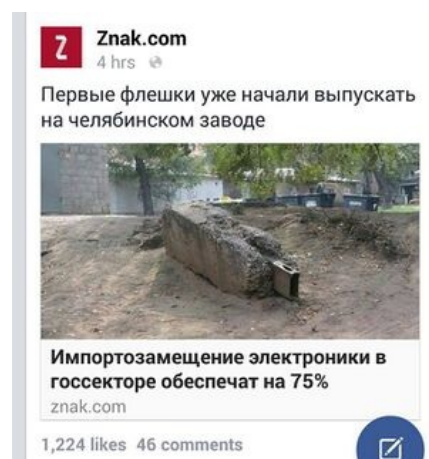 Znak.com
4 hrs
Первые флешки уже начали выпускать
на челябинском заводе
Импортозамещение электроники в
госсекторе обеспечат на 75%
znak.com
1,224 likes 46 comments